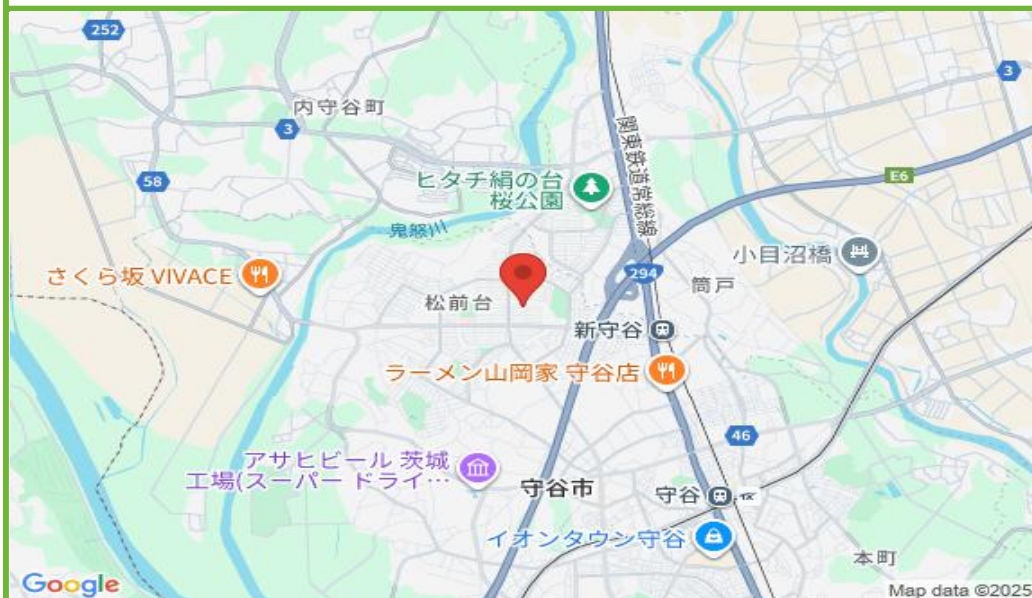 252
3
内守谷町
3
関東鉄道常総線
58
ヒタチ絹の台
桜公園
E6
鬼怒川
小目沼橋
さくら坂 VIVACE
294
筒戸
松前台
新守谷
ラーメン山岡家 守谷店
46
アサヒビール 茨城
工場(スーパー ドライ…
守谷市
守谷
イオンタウン守谷
本町
Google
Map data ©2025